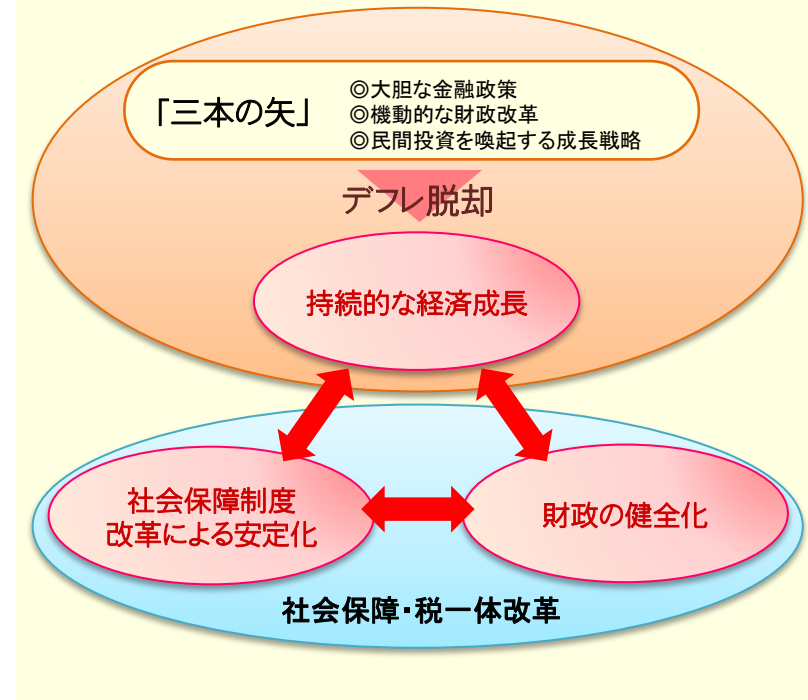 「三本の矢」
◎大胆な金融政策
◎機動的な財政改革
◎民間投資を喚起する成長戦略
デフレ脱却
持続的な経済成長
社会保障制度
改革による安定化
財政の健全化
社会保障・税一体改革